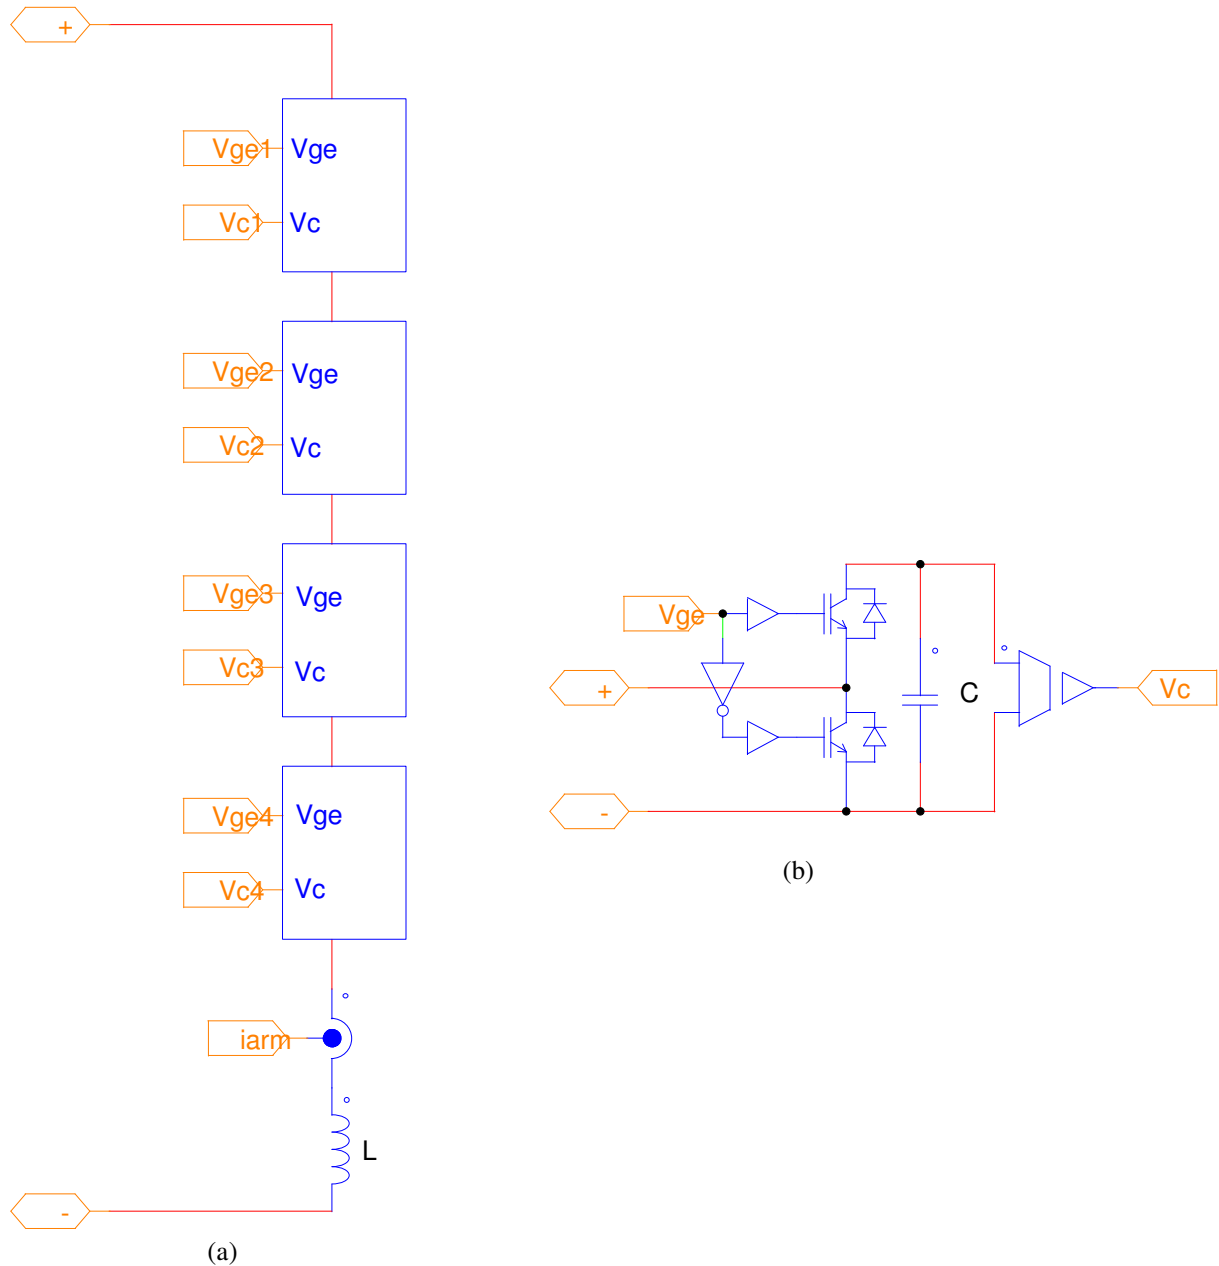 +
Vge1 Vge
Vc1 Vc
Vge2 Vge
Vc2 Vc
Vge3 Vge
Vc3 Vc
Vge4 Vge
Vc4 Vc
iarm
L
-
(a)
Vge
+
C
Vc
-
(b)